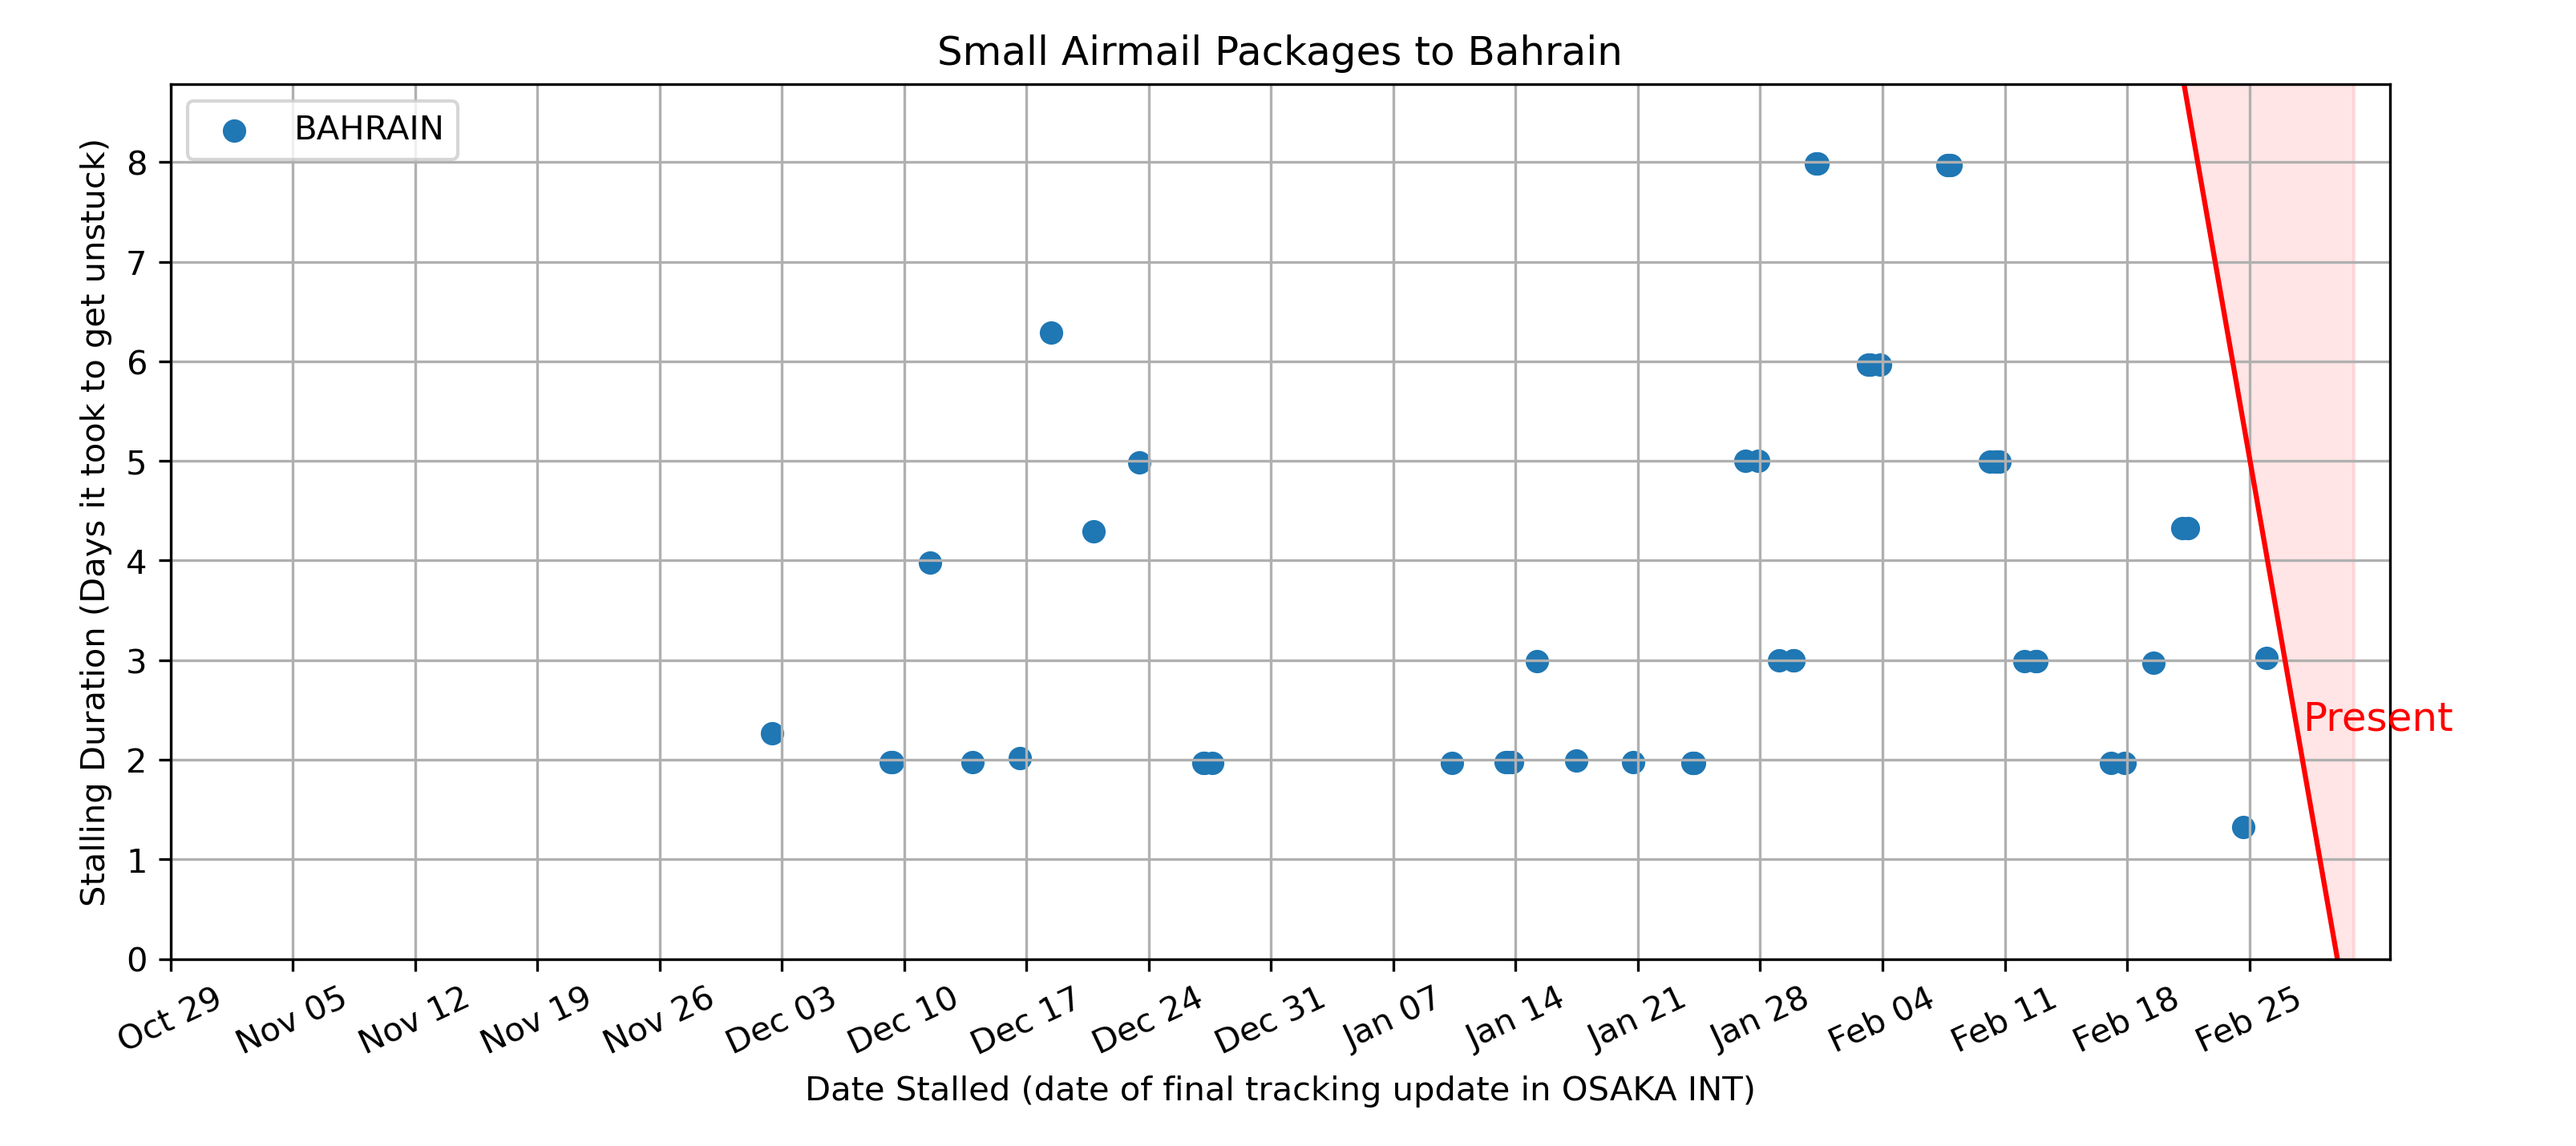 Small Airmail Packages to Bahrain
BAHRAIN
Stalling Duration (Days it took to get unstuck)
8
7
6
5
4
3
2
1
0
Present
Oct 29
Nov 05
Nov 12
Nov 19
Nov 26
Dec 03
Dec 10
Dec 17
Dec 24
Dec 31
Jan 07
Jan 14
Jan 21
Jan 28
Feb 04
Feb 11
Feb 18
Feb 25
Date Stalled (date of final tracking update in OSAKA INT)